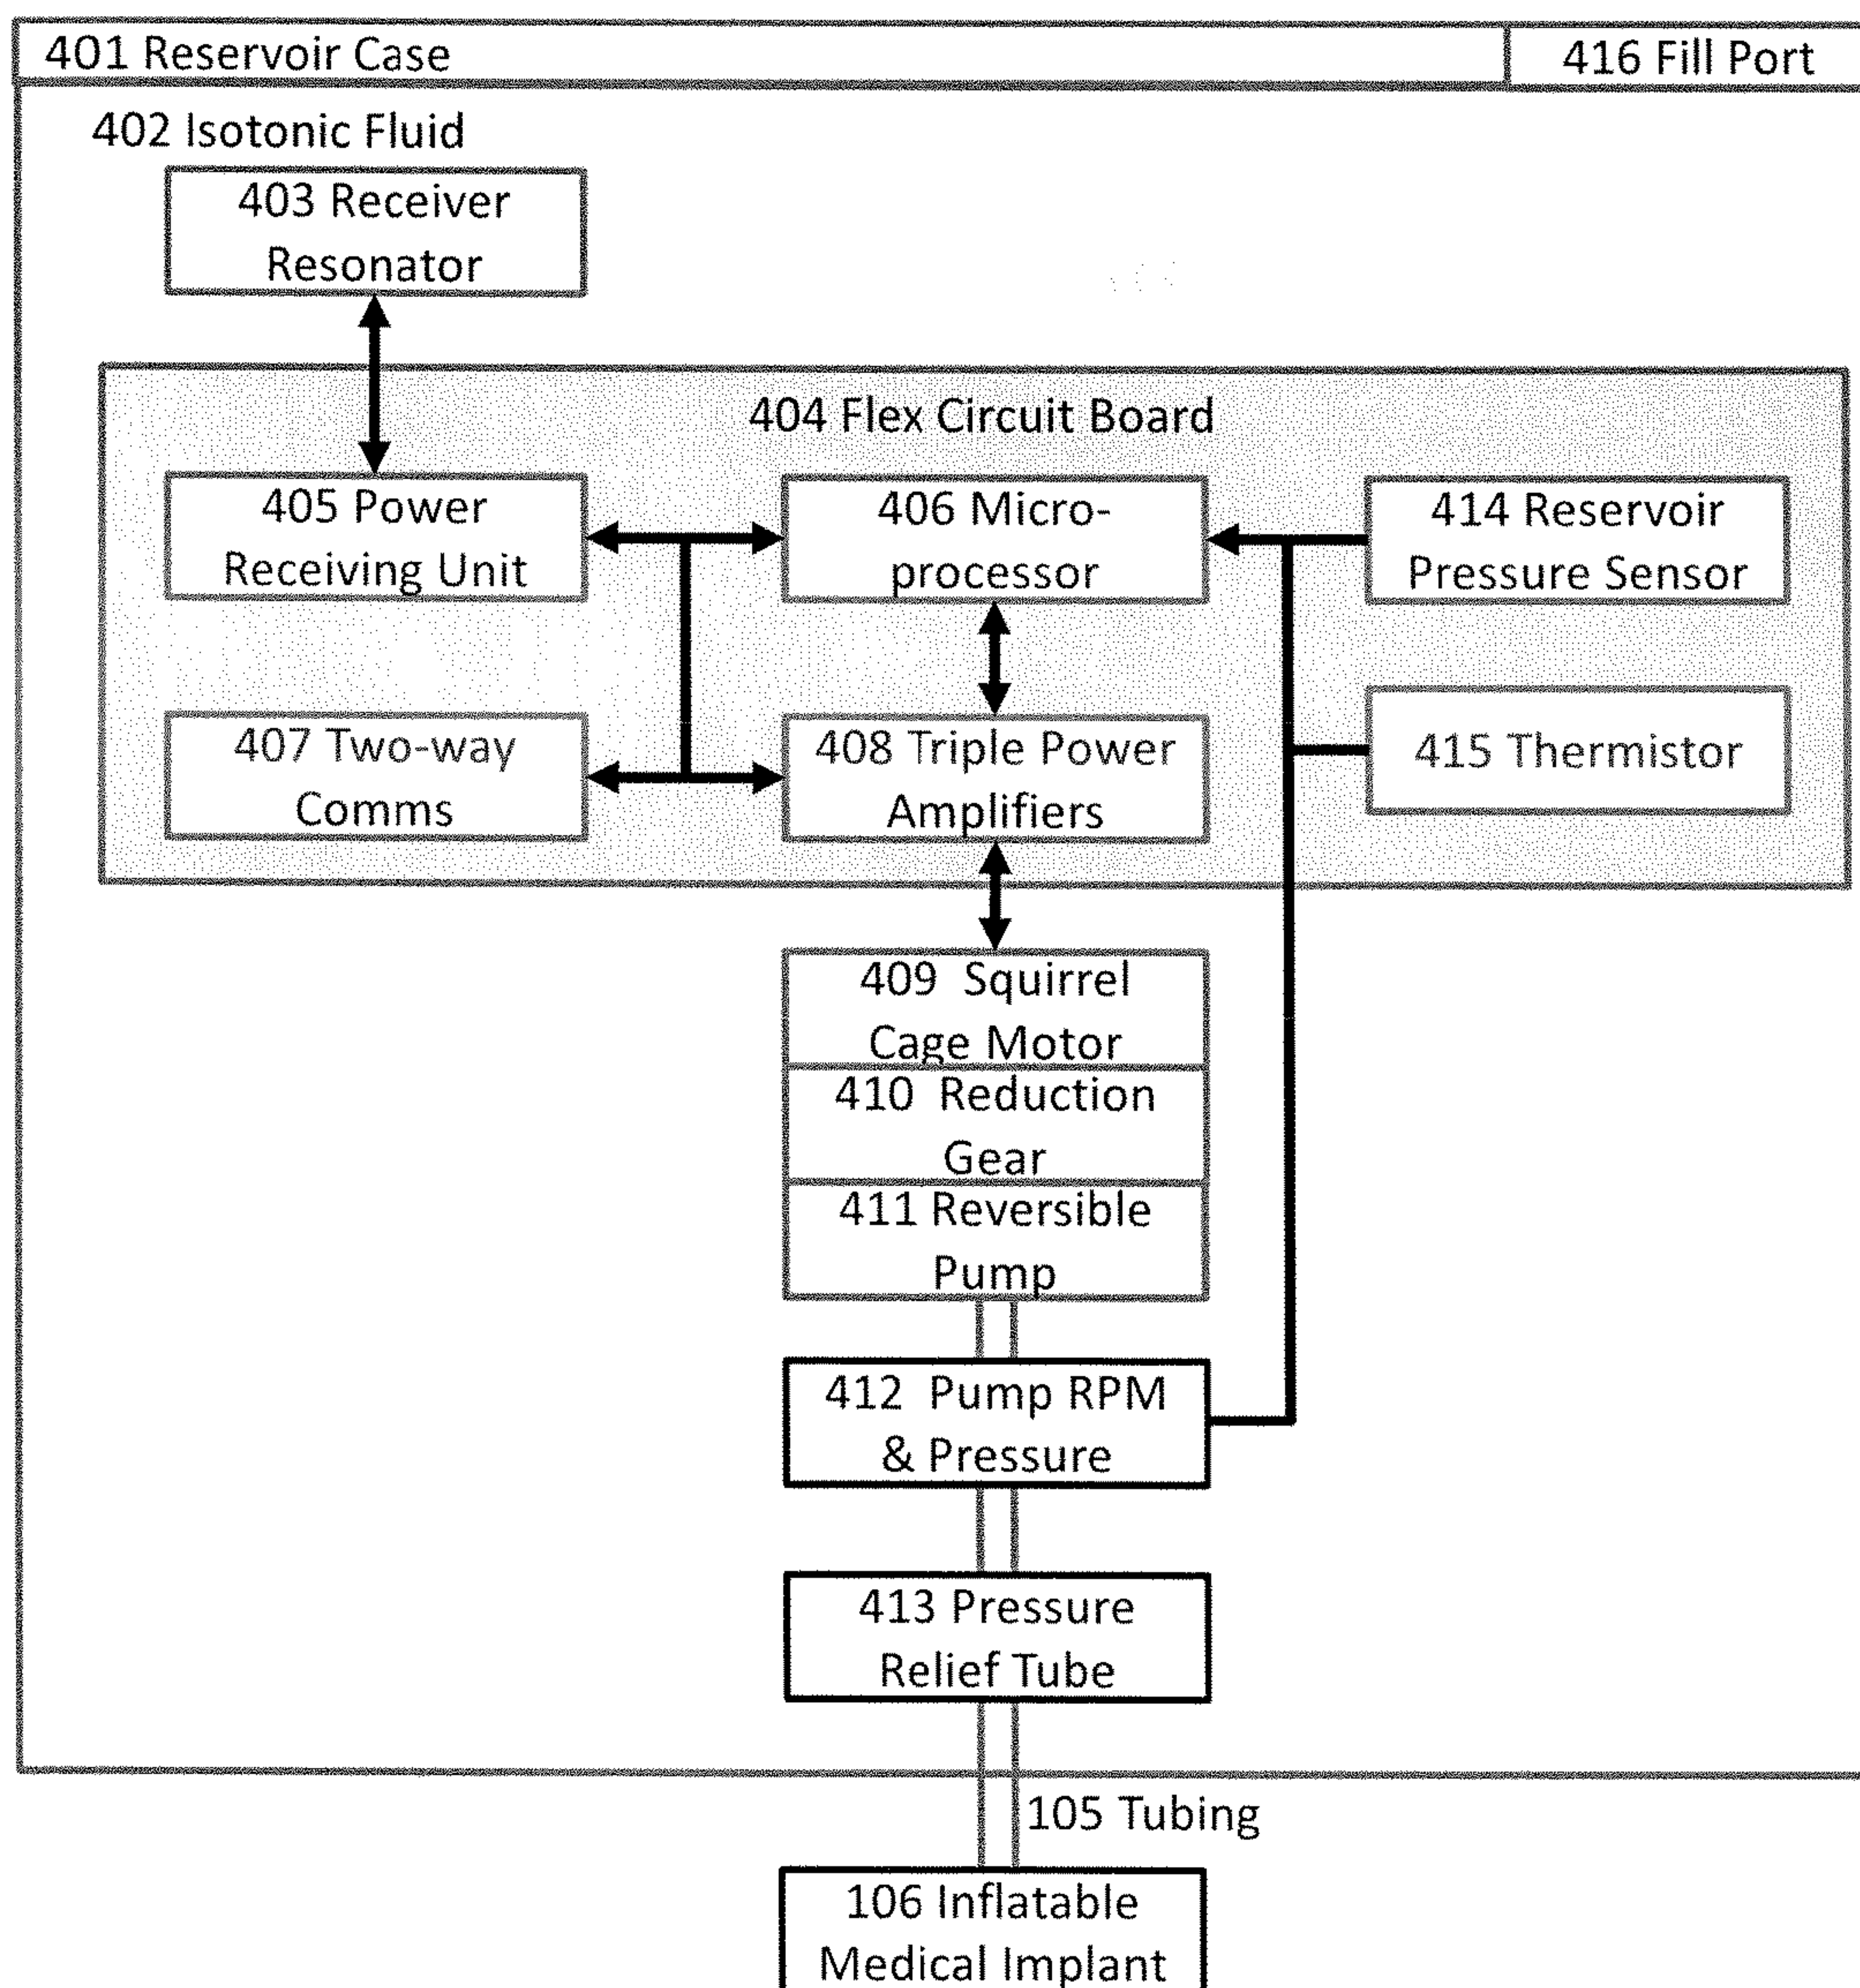 401 Reservoir Case
416 Fill Port
402 Isotonic Fluid
403 Receiver
Resonator
404 Flex Circuit Board
405 Power
Receiving Unit
406 Micro-
processor
414 Reservoir
Pressure Sensor
407 Two-way
Comms
408 Triple Power
Amplifiers
415 Thermistor
409 Squirrel
Cage Motor
410 Reduction
Gear
411 Reversible
Pump
412 Pump RPM
& Pressure
413 Pressure
Relief Tube
105 Tubing
106 Inflatable
Medical Implant